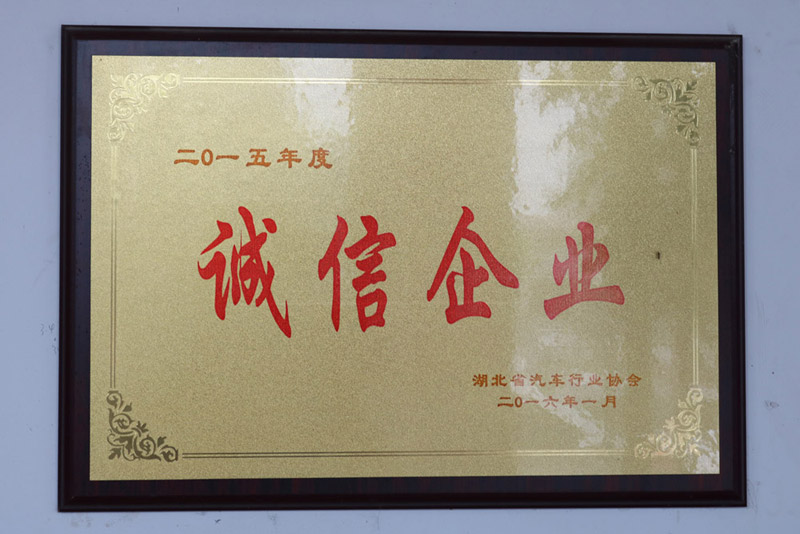 二0一五年度
诚信企业
湖北省汽车行业协会
二0一六年一月